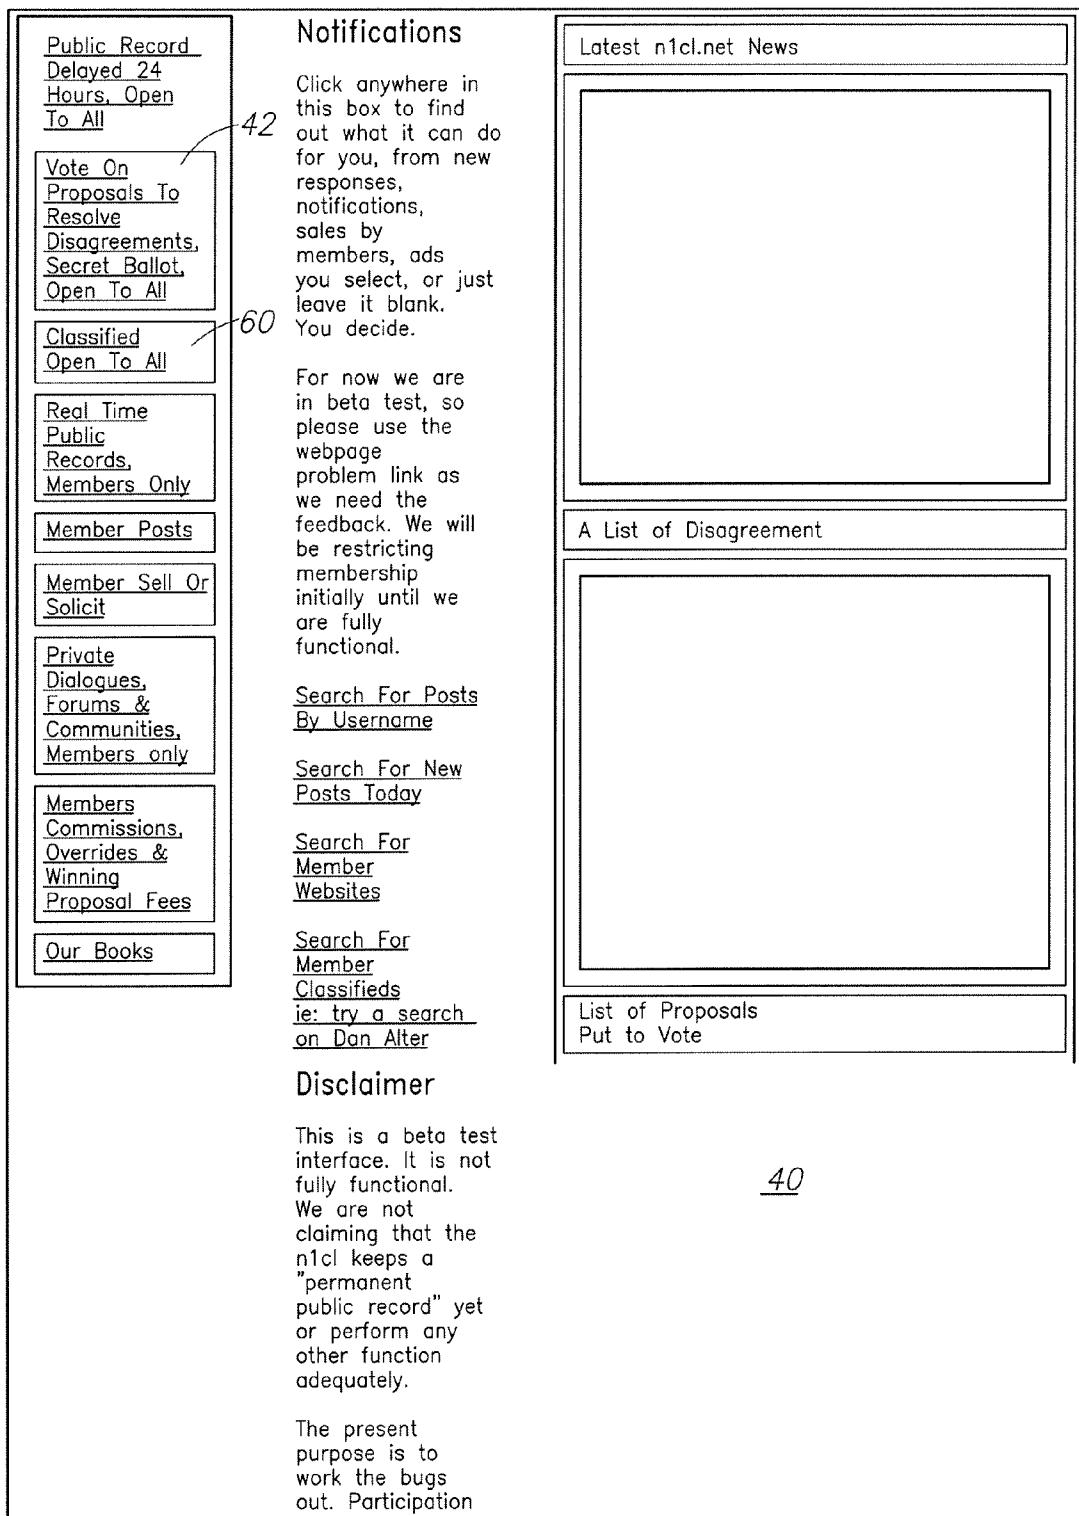 Public Record
Delayed 24
Hours, Open
To All
42
Vote On
Proposals To
Resolve
Disagreements,
Secret Ballot,
Open To All
60
Classified
Open To All
Real Time
Public
Records,
Members Only
Member Posts
Member Sell Or
Solicit
Private
Dialogues,
Forums &
Communities,
Members only
Members
Commissions,
Overrides &
Winning
Proposal Fees
Our Books
Notifications
Click anywhere in
this box to find
out what it can do
for you, from new
responses,
notifications,
sales by
members, ads
you select, or just
leave it blank.
You decide.
For now we are
in beta test, so
please use the
webpage
problem link as
we need the
feedback. We will
be restricting
membership
initially until we
are fully
functional.
Search For Posts
By Username
Search For New
Posts Today
Search For
Member
Websites
Search For
Member
Classifieds
ie: try a search
on Dan Alter
Disclaimer
This is a beta test
interface. It is not
fully functional.
We are not
claiming that the
n1cl keeps a
"permanent
public record" yet
or perform any
other function
adequately.
The present
purpose is to
work the bugs
out. Participation
Latest n1cl.net News
A List of Disagreement
List of Proposals
Put to Vote
40